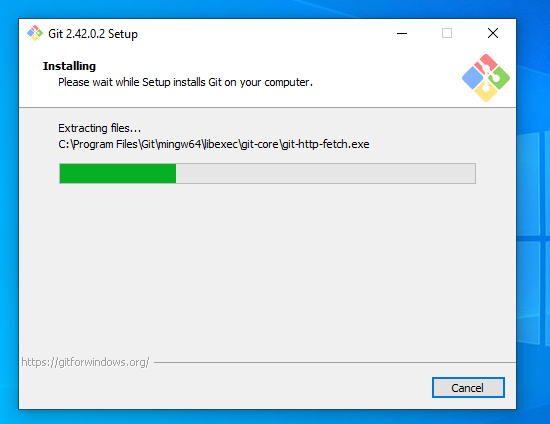 Git 2.42.0.2 Setup
Installing
Please wait while Setup installs Git on your computer.
Extracting files...
C:\Program Files\Git\mingw64\libexec\git-core\git-http-fetch.exe
https://gitforwindows.org/
Cancel